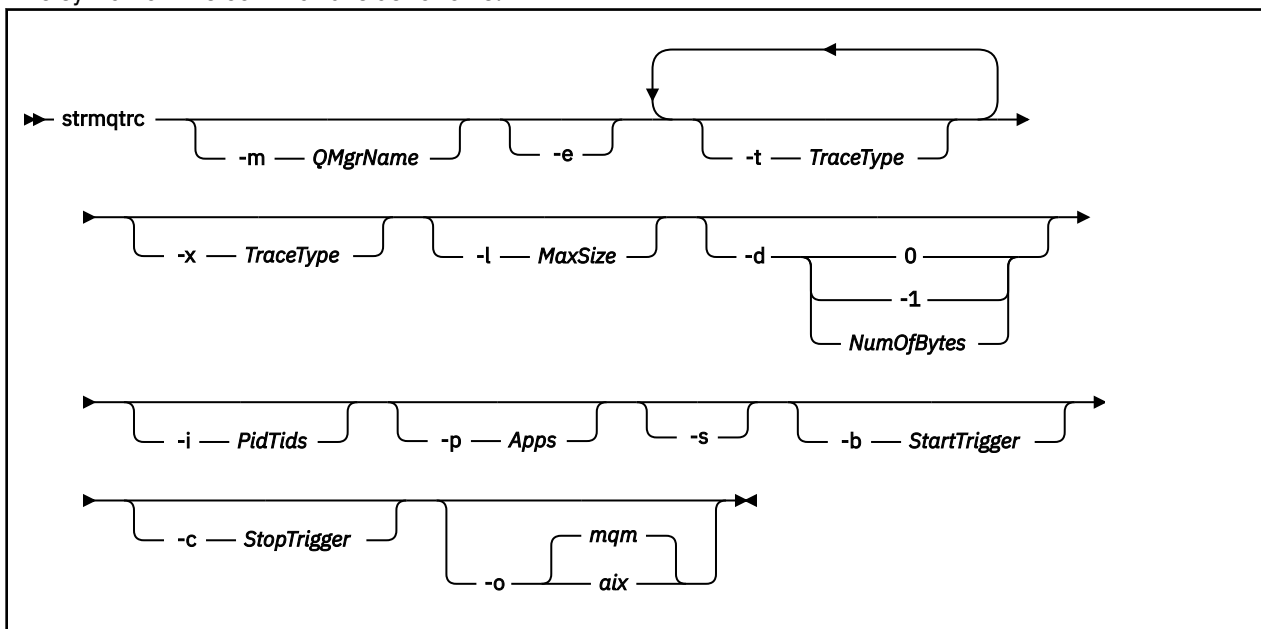 strmqtrc
-m QMgrName
-e
-t TraceType
-x TraceType
-l MaxSize
-d 0
-1
NumOfBytes
-i PidTids
-p Apps
-s
-b StartTrigger
-c StopTrigger
-o mqm
aix